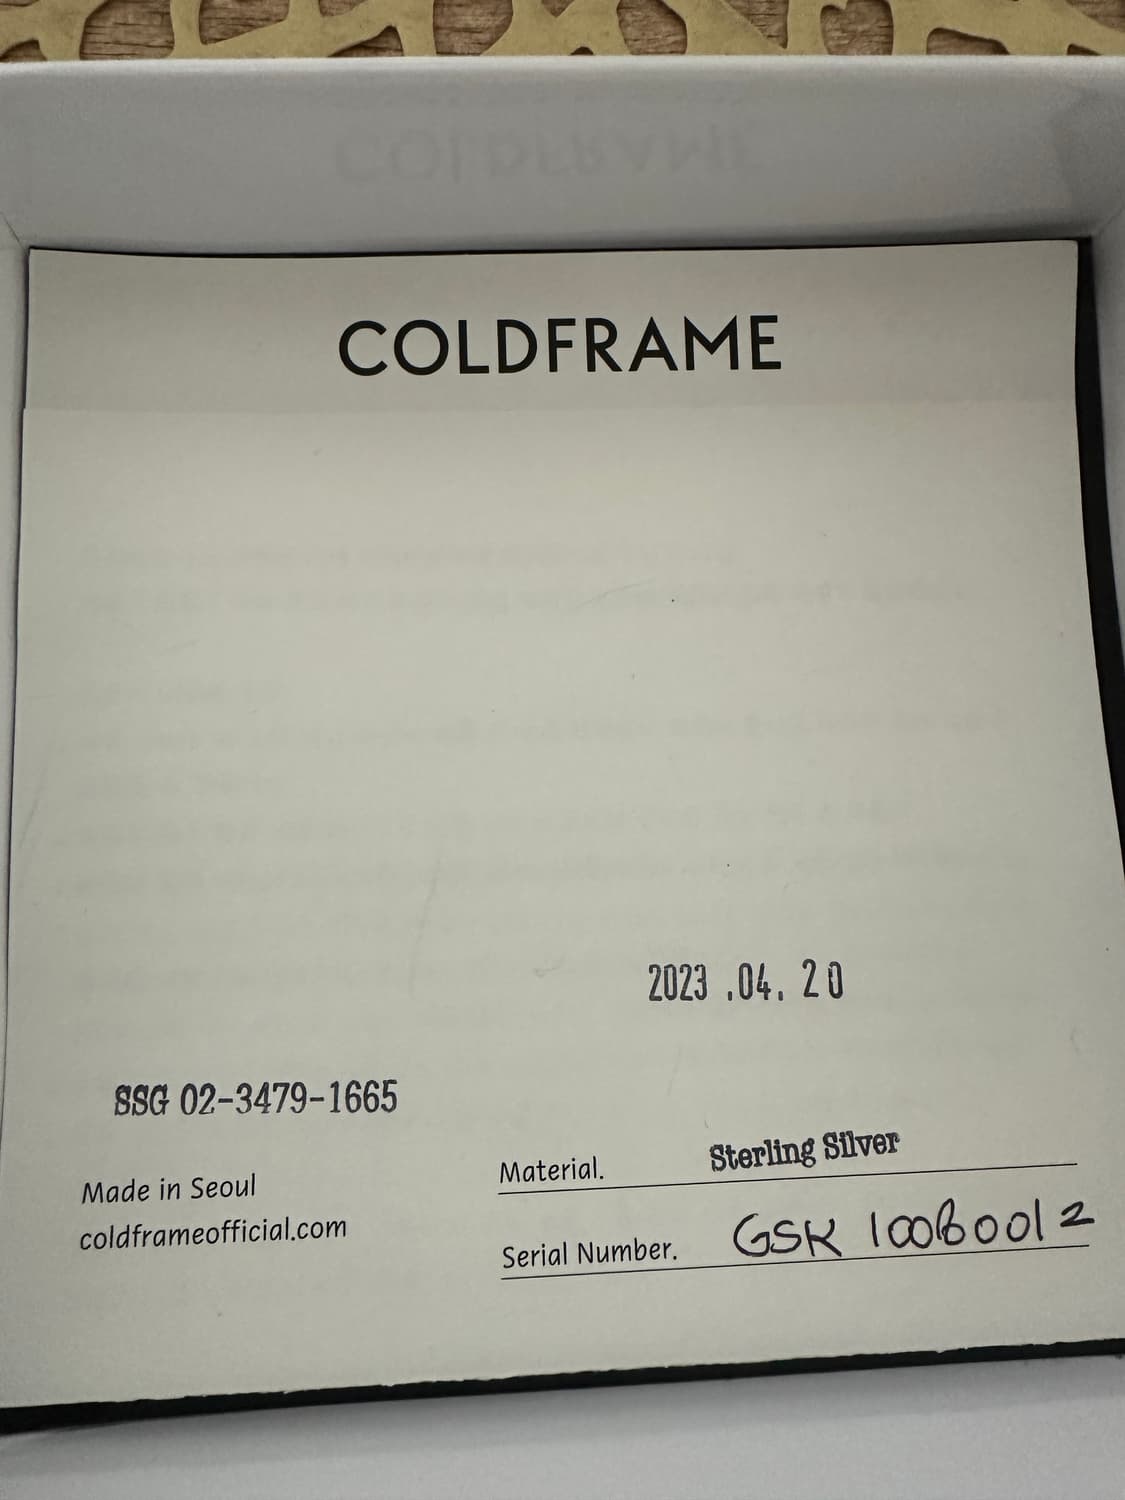 COLDFRAME
2023 .04. 20
SSG 02-3479-1665
Made in Seoul
coldframeofficial.com
Material. Sterling Silver
Serial Number. GSK 100B0012